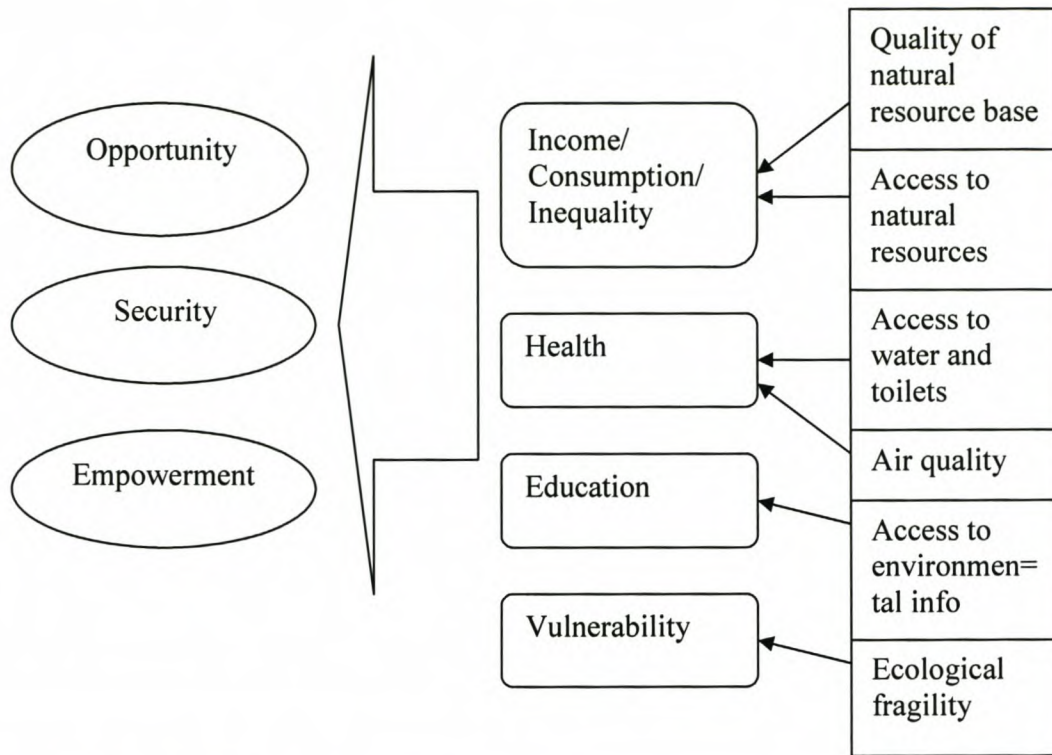 Opportunity
Security
Empowerment
Income/
Consumption/
Inequality
Health
Education
Vulnerability
Quality of
natural
resource base
Access to
natural
resources
Access to
water and
toilets
Air quality
Access to
environmen=
tal info
Ecological
fragility